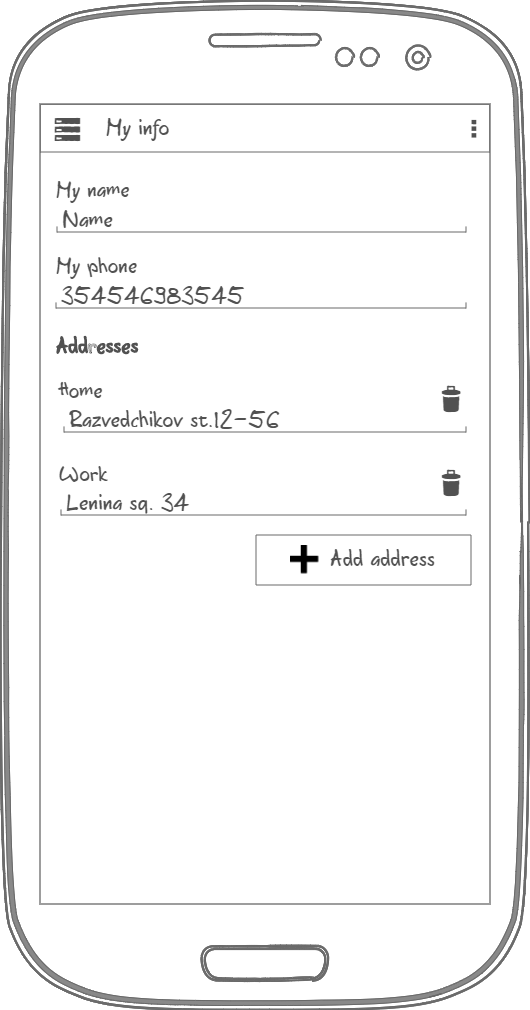 My info
My name
Name
My phone
354546983545
Addresses
Home
Razvedchikov st.12-56
Work
Lenina sq. 34
Add address